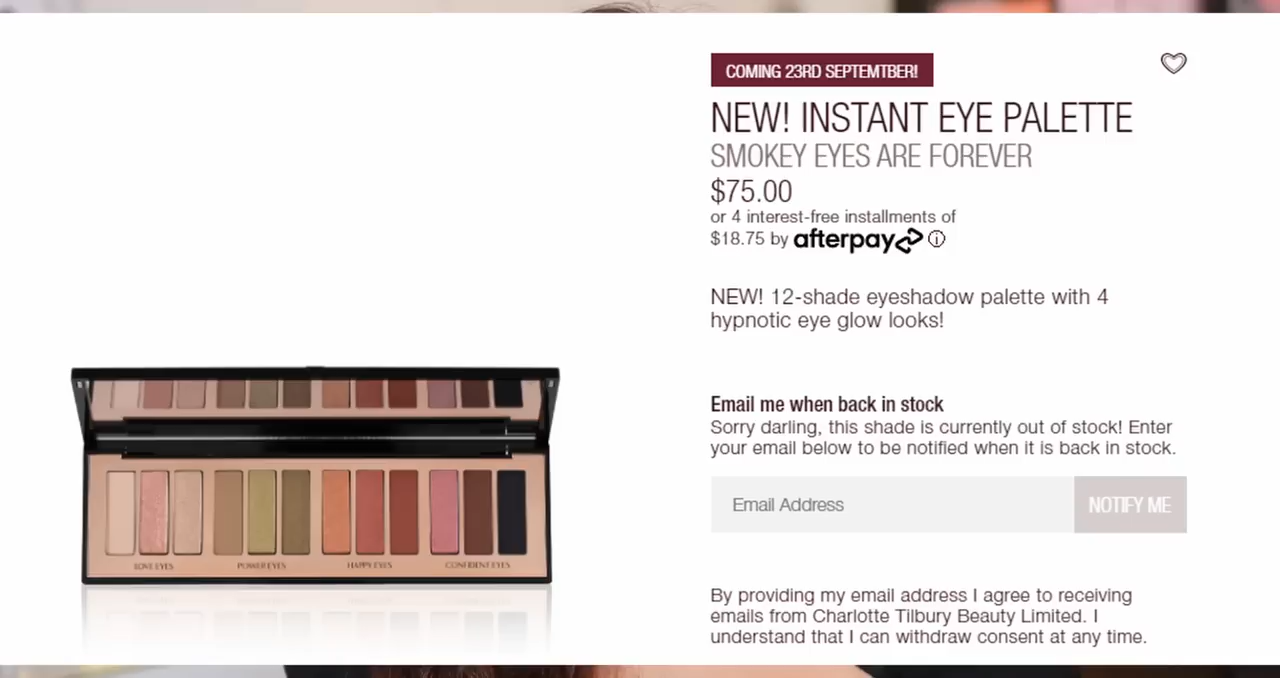 COMING 23RD SEPTEMTBER!
NEW! INSTANT EYE PALETTE
SMOKEY EYES ARE FOREVER
$75.00
or 4 interest-free installments of
$18.75 by afterpay
NEW! 12-shade eyeshadow palette with 4
hypnotic eye glow looks!
Email me when back in stock
Sorry darling, this shade is currently out of stock! Enter
your email below to be notified when it is back in stock.
Email Address
NOTIFY ME
By providing my email address I agree to receiving
emails from Charlotte Tilbury Beauty Limited. I
understand that I can withdraw consent at any time.
LOVE EYES
POWER EYES
HAPPY EYES
CONFIDENT EYES